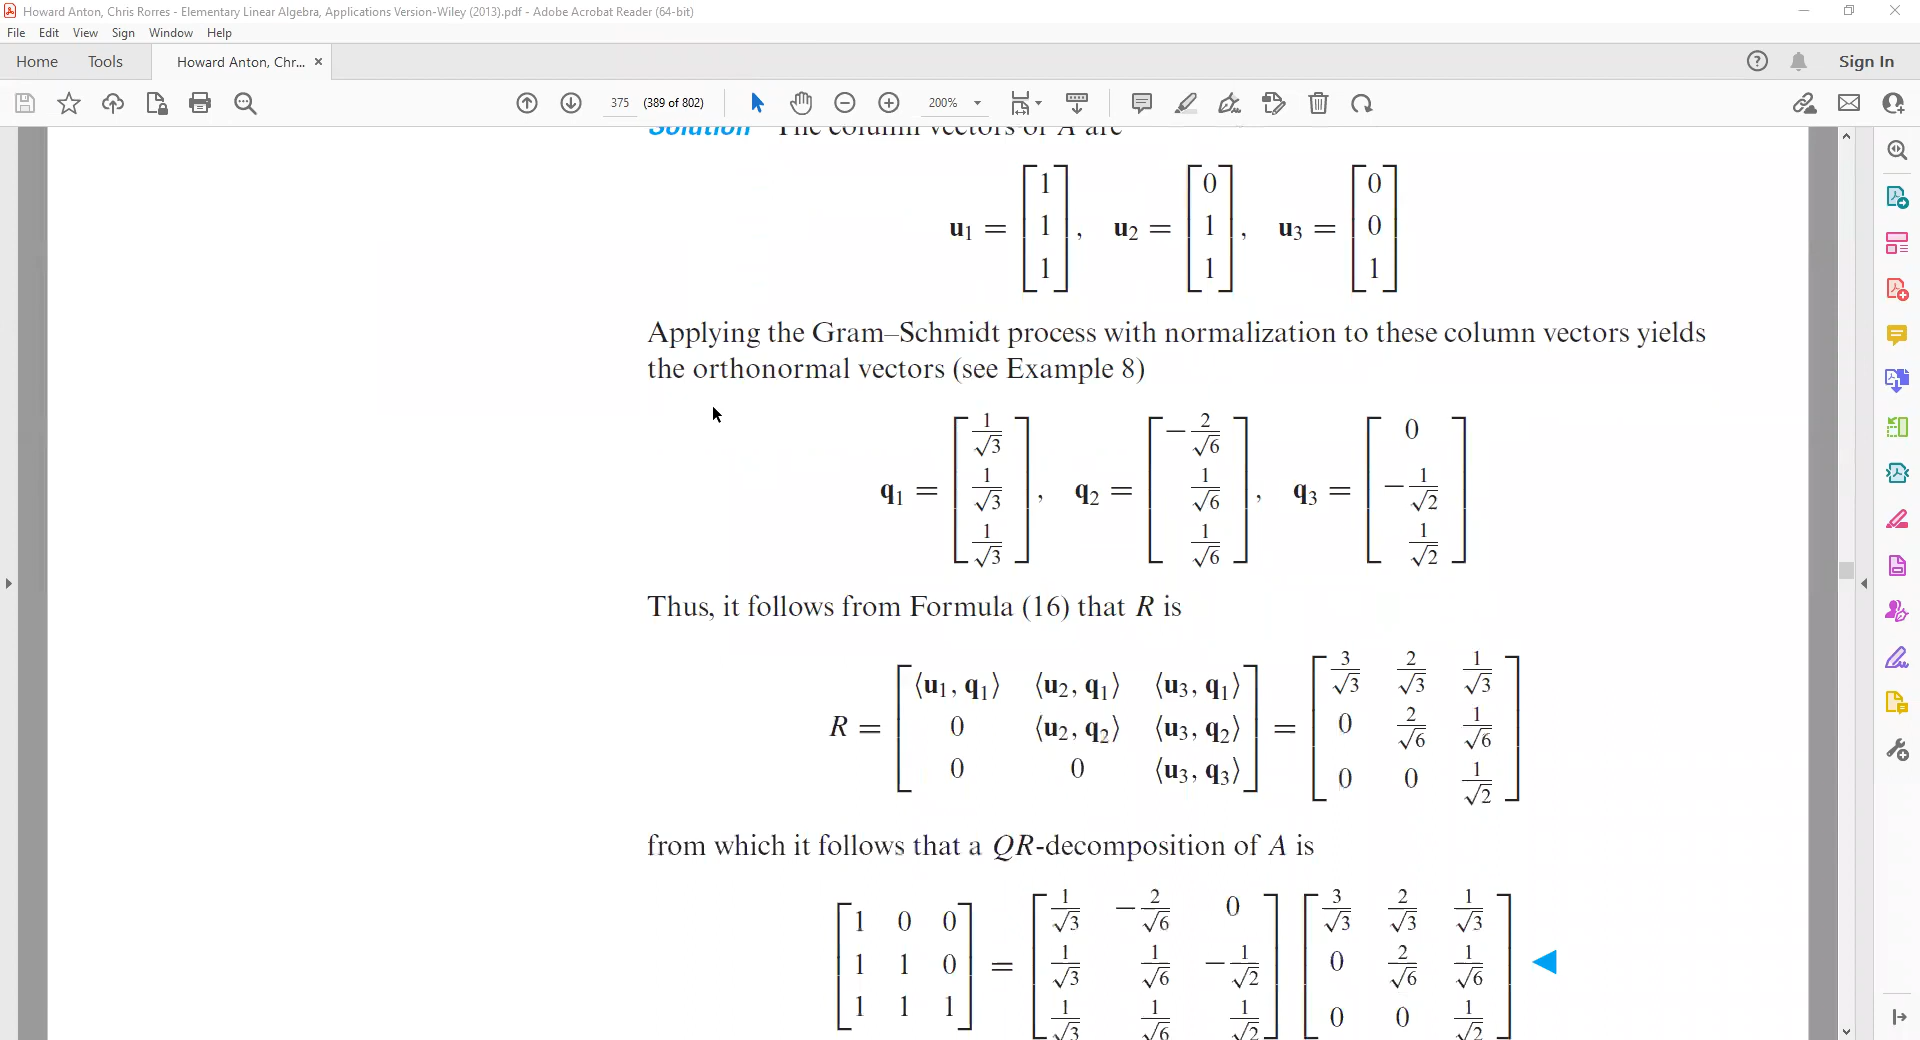 Howard Anton, Chris Rorres - Elementary Linear Algebra, Applications Version-Wiley (2013).pdf - Adobe Acrobat Reader (64-bit)
File Edit View Sign Window Help
Home Tools Howard Anton, Chr... × Sign In
375 (389 of 802) 200%
Solution The column vectors of A are
u₁ = [1 1 1], u₂ = [0 1 1], u₃ = [0 0 1]
Applying the Gram–Schmidt process with normalization to these column vectors yields
the orthonormal vectors (see Example 8)
q₁ = [1/√3 1/√3 1/√3], q₂ = [−2/√6 1/√6 1/√6], q₃ = [0 −1/√2 1/√2]
Thus, it follows from Formula (16) that R is
R = [⟨u₁, q₁⟩ ⟨u₂, q₁⟩ ⟨u₃, q₁⟩; 0 ⟨u₂, q₂⟩ ⟨u₃, q₂⟩; 0 0 ⟨u₃, q₃⟩] = [3/√3 2/√3 1/√3; 0 2/√6 1/√6; 0 0 1/√2]
from which it follows that a QR-decomposition of A is
[1 0 0; 1 1 0; 1 1 1] = [1/√3 −2/√6 0; 1/√3 1/√6 −1/√2; 1/√3 1/√6 1/√2] [3/√3 2/√3 1/√3; 0 2/√6 1/√6; 0 0 1/√2]